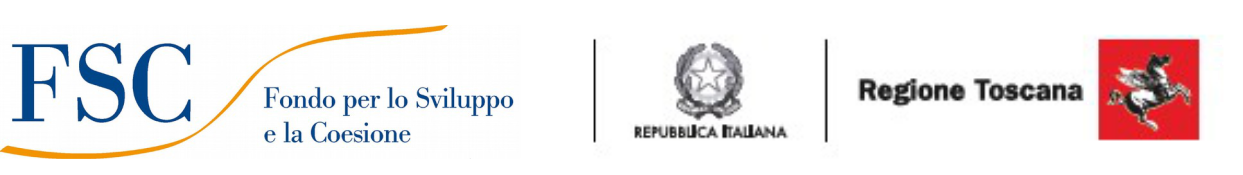 FSC
Fondo per lo Sviluppo
e la Coesione
REPUBBLICA ITALIANA
Regione Toscana